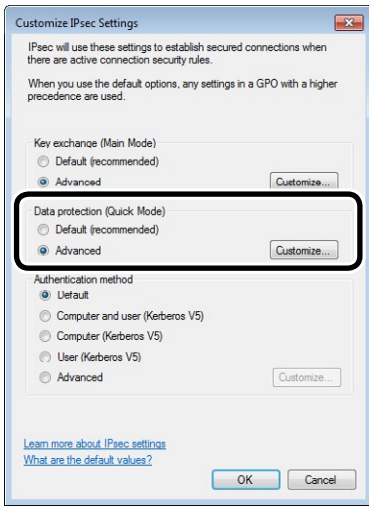 Customize IPsec Settings
IPsec will use these settings to establish secured connections when
there are active connection security rules.
When you use the default options, any settings in a GPO with a higher
precedence are used.
Key exchange (Main Mode)
Default (recommended)
Advanced
Customize...
Data protection (Quick Mode)
Default (recommended)
Advanced
Customize...
Authentication method
Default
Computer and user (Kerberos V5)
Computer (Kerberos V5)
User (Kerberos V5)
Advanced
Customize...
Learn more about IPsec settings
What are the default values?
OK
Cancel